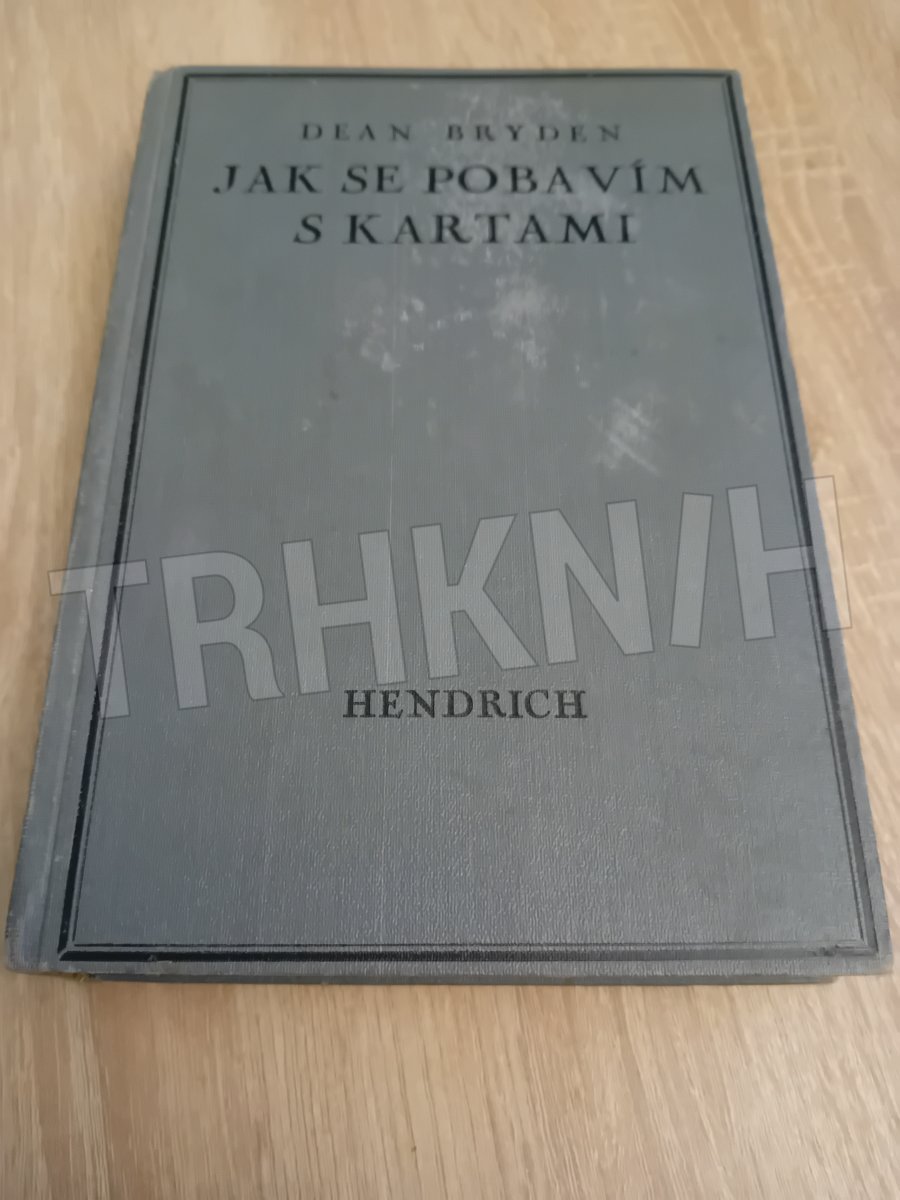 DEAN BRYDEN
JAK SE POBAVÍM
S KARTAMI
TRHKNIH
HENDRICH